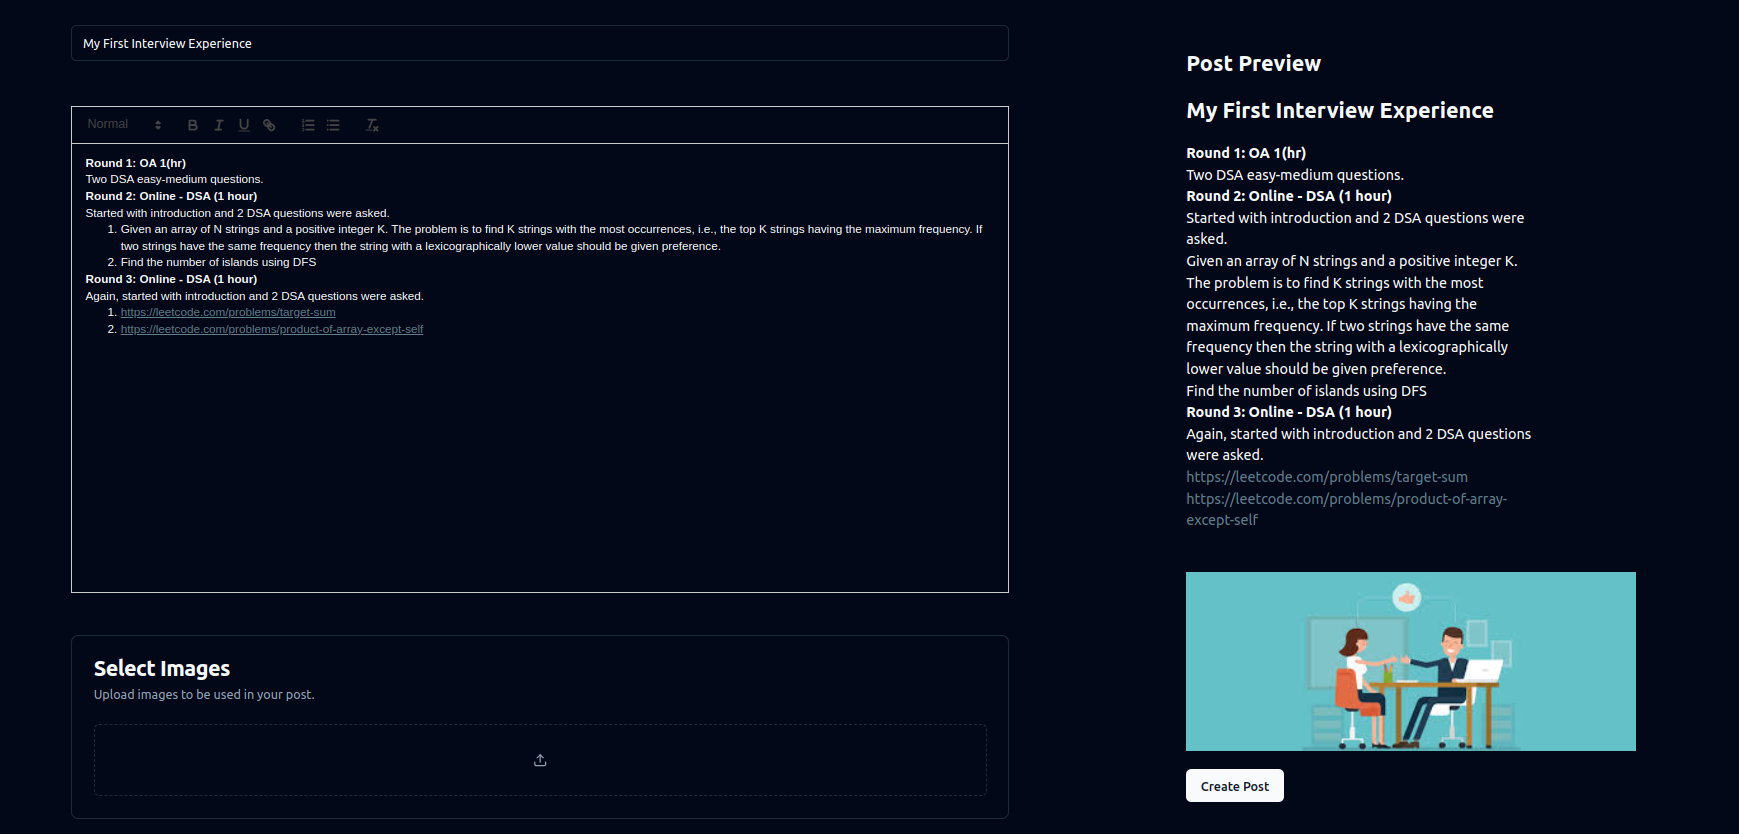 My First Interview Experience
Normal
Round 1: OA 1(hr)
Two DSA easy-medium questions.
Round 2: Online - DSA (1 hour)
Started with introduction and 2 DSA questions were asked.
1. Given an array of N strings and a positive integer K. The problem is to find K strings with the most occurrences, i.e., the top K strings having the maximum frequency. If
two strings have the same frequency then the string with a lexicographically lower value should be given preference.
2. Find the number of islands using DFS
Round 3: Online - DSA (1 hour)
Again, started with introduction and 2 DSA questions were asked.
1. https://leetcode.com/problems/target-sum
2. https://leetcode.com/problems/product-of-array-except-self
Select Images
Upload images to be used in your post.
Post Preview
My First Interview Experience
Round 1: OA 1(hr)
Two DSA easy-medium questions.
Round 2: Online - DSA (1 hour)
Started with introduction and 2 DSA questions were
asked.
Given an array of N strings and a positive integer K.
The problem is to find K strings with the most
occurrences, i.e., the top K strings having the
maximum frequency. If two strings have the same
frequency then the string with a lexicographically
lower value should be given preference.
Find the number of islands using DFS
Round 3: Online - DSA (1 hour)
Again, started with introduction and 2 DSA questions
were asked.
https://leetcode.com/problems/target-sum
https://leetcode.com/problems/product-of-array-
except-self
Create Post